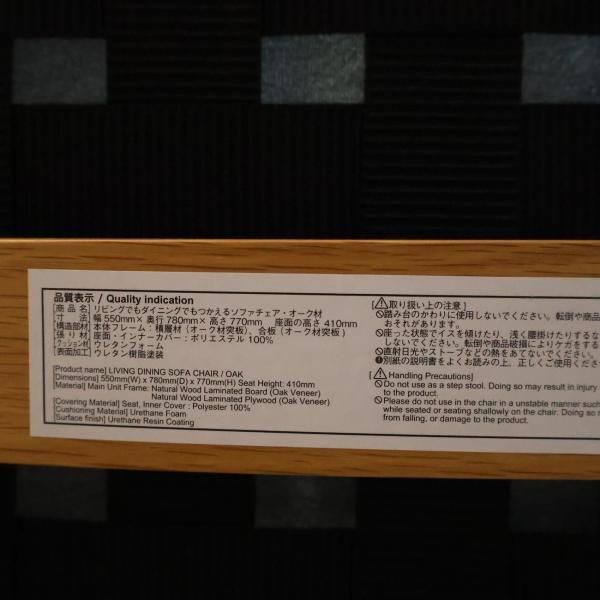 品質表示 / Quality indication
[商 品 名] リビングでもダイニングでもつかえるソファチェア・オーク材
[寸 法] 幅 550mm× 奥行 780mm× 高さ 770mm 座面の高さ 410mm
[構造部材] 本体フレーム:積層材（オーク材突板）、合板（オーク材突板）
[張 り 材] 座面・インナーカバー:ポリエステル 100%
[クッション材] ウレタンフォーム
[表面加工] ウレタン樹脂塗装
[Product name] LIVING DINING SOFA CHAIR / OAK
[Dimensions] 550mm(W) x 780mm(D) x 770mm(H) Seat Height: 410mm
[Material] Main Unit Frame: Natural Wood Laminated Board (Oak Veneer)
Natural Wood Laminated Plywood (Oak Veneer)
[Covering Material] Seat, Inner Cover : Polyester 100%
[Cushioning Material] Urethane Foam
[Surface finish] Urethane Resin Coating
[⚠取り扱い上の注意 ]
踏み台のかわりに使用しないでください。転倒や商品
おそれがあります。
座った状態でイスを傾けたり、浅く腰掛けたりするな
しないでください。転倒や商品破損によりケガをする
直射日光やストーブなどの熱をあてないでください。
別紙の説明書をよくお読みの上、正しくご使用くださ
[⚠Handling Precautions]
Do not use as a step stool. Doing so may result in injury
to the product.
Please do not use the chair in a unstable manner such
while seated or seating shallowly on the chair. Doing so
from falling, or damage to the product.